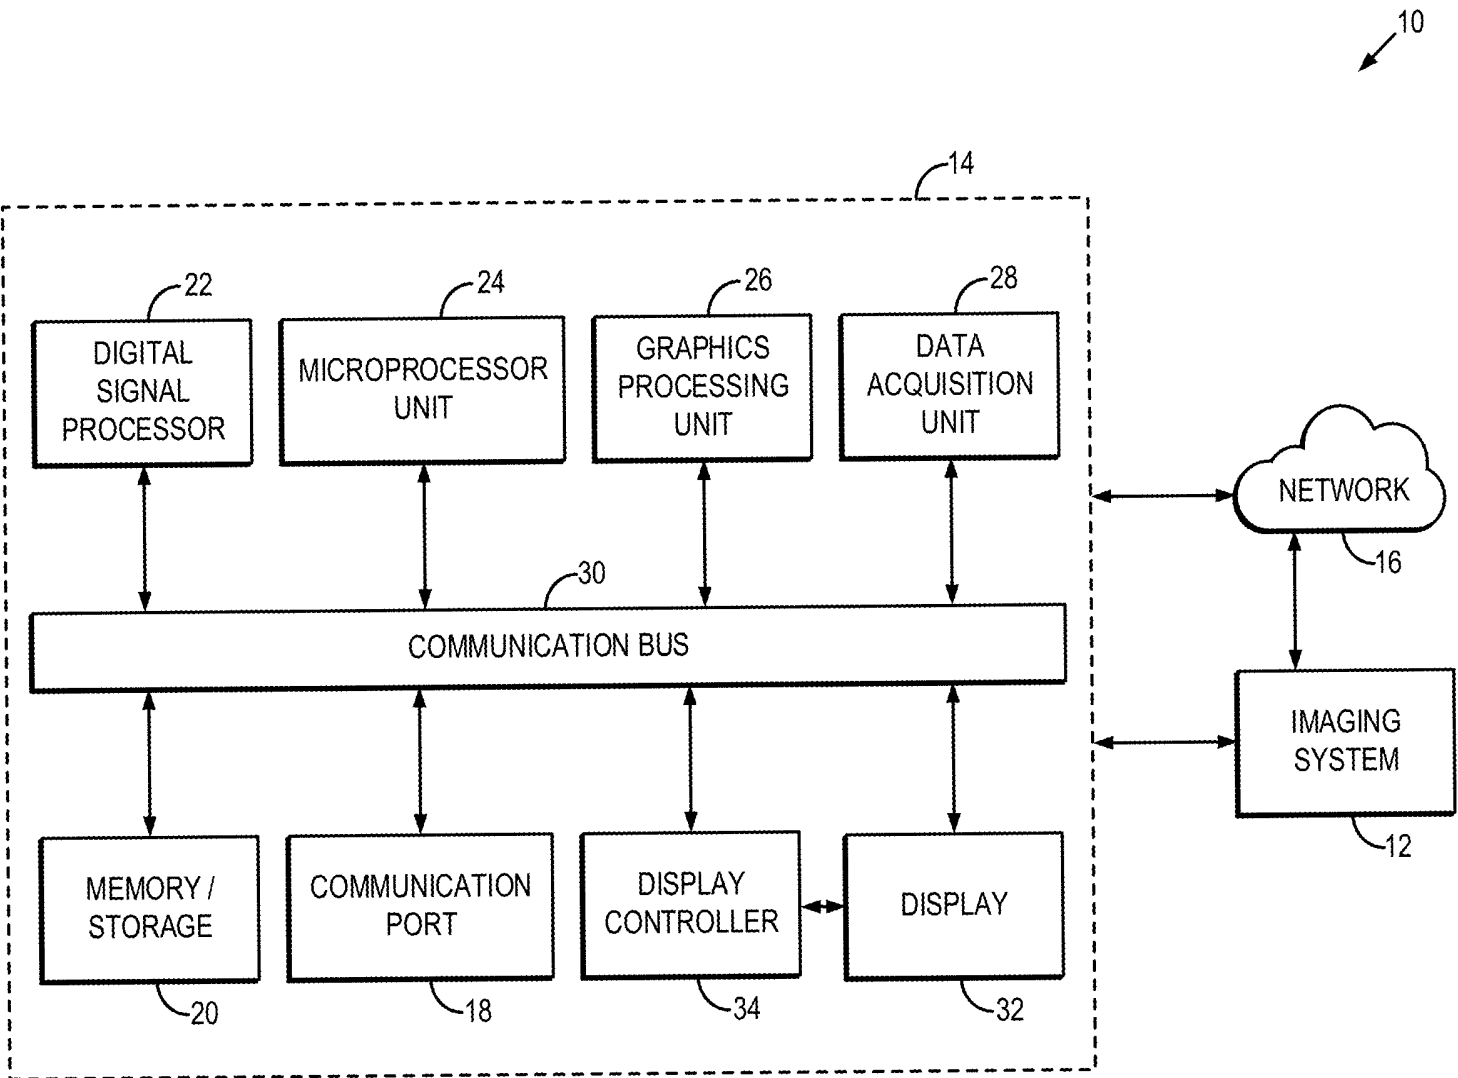 10
14
22
24
26
28
DIGITAL
SIGNAL
PROCESSOR
MICROPROCESSOR
UNIT
GRAPHICS
PROCESSING
UNIT
DATA
ACQUISITION
UNIT
NETWORK
16
30
COMMUNICATION BUS
IMAGING
SYSTEM
12
MEMORY /
STORAGE
COMMUNICATION
PORT
DISPLAY
CONTROLLER
DISPLAY
20
18
34
32